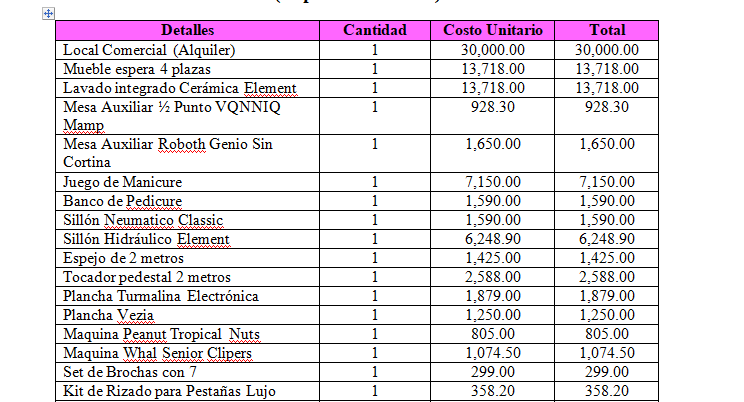 Detalles Cantidad Costo Unitario Total
Local Comercial (Alquiler) 1 30,000.00 30,000.00
Mueble espera 4 plazas 1 13,718.00 13,718.00
Lavado integrado Cerámica Element 1 13,718.00 13,718.00
Mesa Auxiliar ½ Punto VQNNIQ 1 928.30 928.30
Mamp
Mesa Auxiliar Roboth Genio Sin 1 1,650.00 1,650.00
Cortina
Juego de Manicure 1 7,150.00 7,150.00
Banco de Pedicure 1 1,590.00 1,590.00
Sillón Neumatico Classic 1 1,590.00 1,590.00
Sillón Hidráulico Element 1 6,248.90 6,248.90
Espejo de 2 metros 1 1,425.00 1,425.00
Tocador pedestal 2 metros 1 2,588.00 2,588.00
Plancha Turmalina Electrónica 1 1,879.00 1,879.00
Plancha Vezia 1 1,250.00 1,250.00
Maquina Peanut Tropical Nuts 1 805.00 805.00
Maquina Whal Senior Clipers 1 1,074.50 1,074.50
Set de Brochas con 7 1 299.00 299.00
Kit de Rizado para Pestañas Lujo 1 358.20 358.20